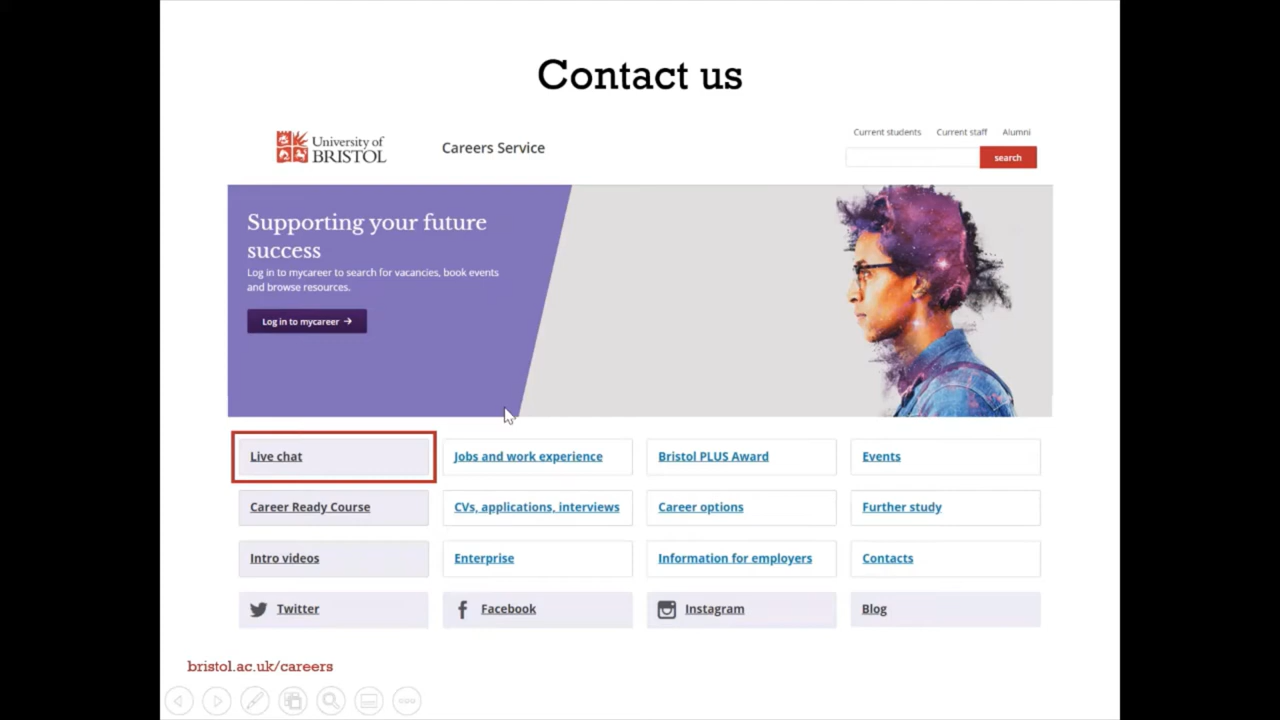 Contact us
University of
BRISTOL
Careers Service
Current students Current staff Alumni
search
Supporting your future
success
Log in to mycareer to search for vacancies, book events
and browse resources.
Log in to mycareer →
Live chat
Jobs and work experience
Bristol PLUS Award
Events
Career Ready Course
CVs, applications, interviews
Career options
Further study
Intro videos
Enterprise
Information for employers
Contacts
Twitter
Facebook
Instagram
Blog
bristol.ac.uk/careers